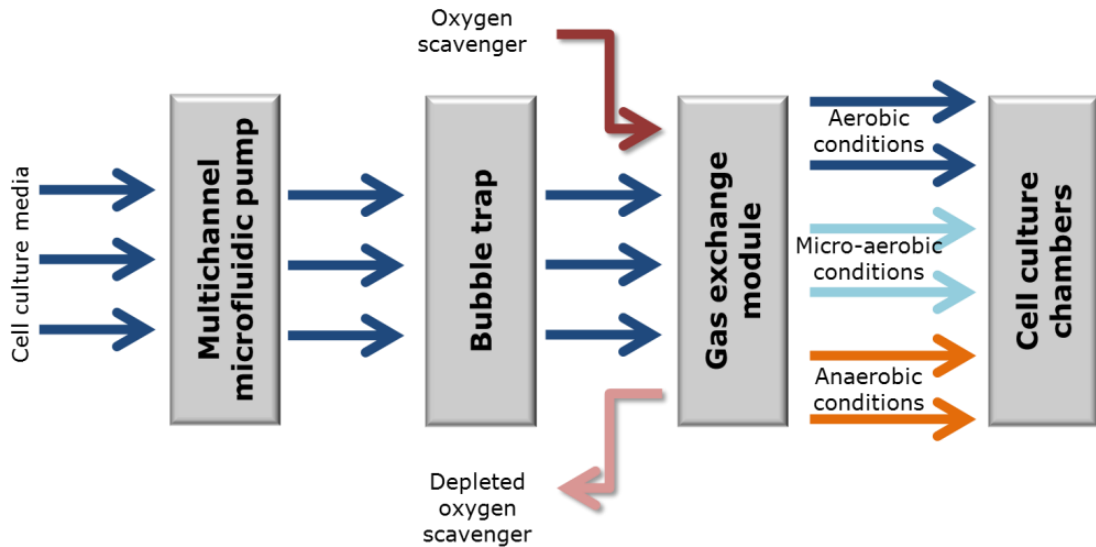 Cell culture media
Multichannel
microfluidic pump
Bubble trap
Oxygen
scavenger
Depleted
oxygen
scavenger
Gas exchange
module
Aerobic
conditions
Micro-aerobic
conditions
Anaerobic
conditions
Cell culture
chambers